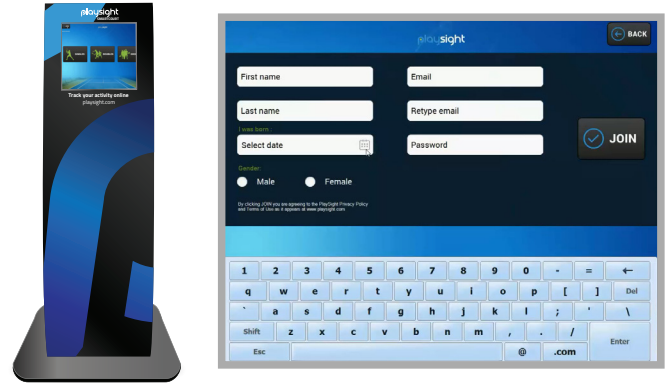 playsight
SMARTCOURT
Track your activity online
playsight.com
playsight
BACK
First name
Email
Last name
Retype email
I was born:
Select date
Password
JOIN
Gender:
Male
Female
By clicking JOIN you are agreeing to the PlaySight Privacy Policy
and Terms of Use as it appears at www.playsight.com
1 2 3 4 5 6 7 8 9 0 - = ←
q w e r t y u i o p [ ] Del
` a s d f g h j k l ; ' \
Shift z x c v b n m , . /
Enter
Esc @ .com